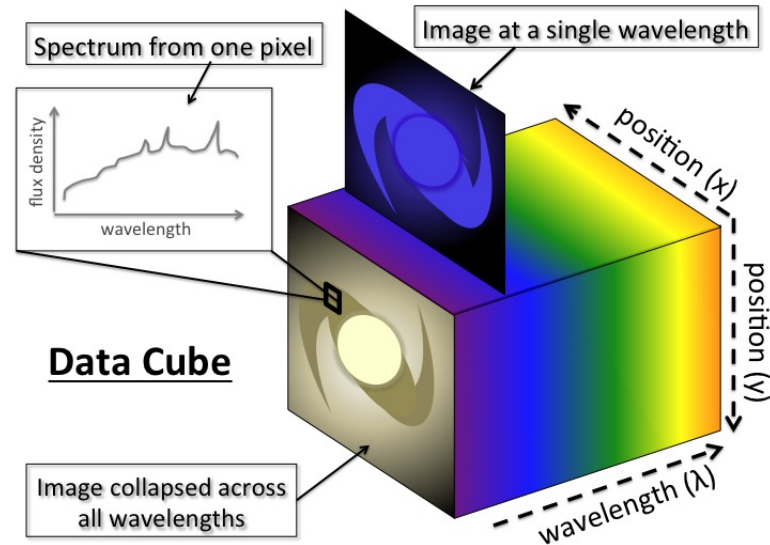 Spectrum from one pixel
Image at a single wavelength
flux density
wavelength
position (x)
position (y)
Data Cube
Image collapsed across
all wavelengths
wavelength (λ)